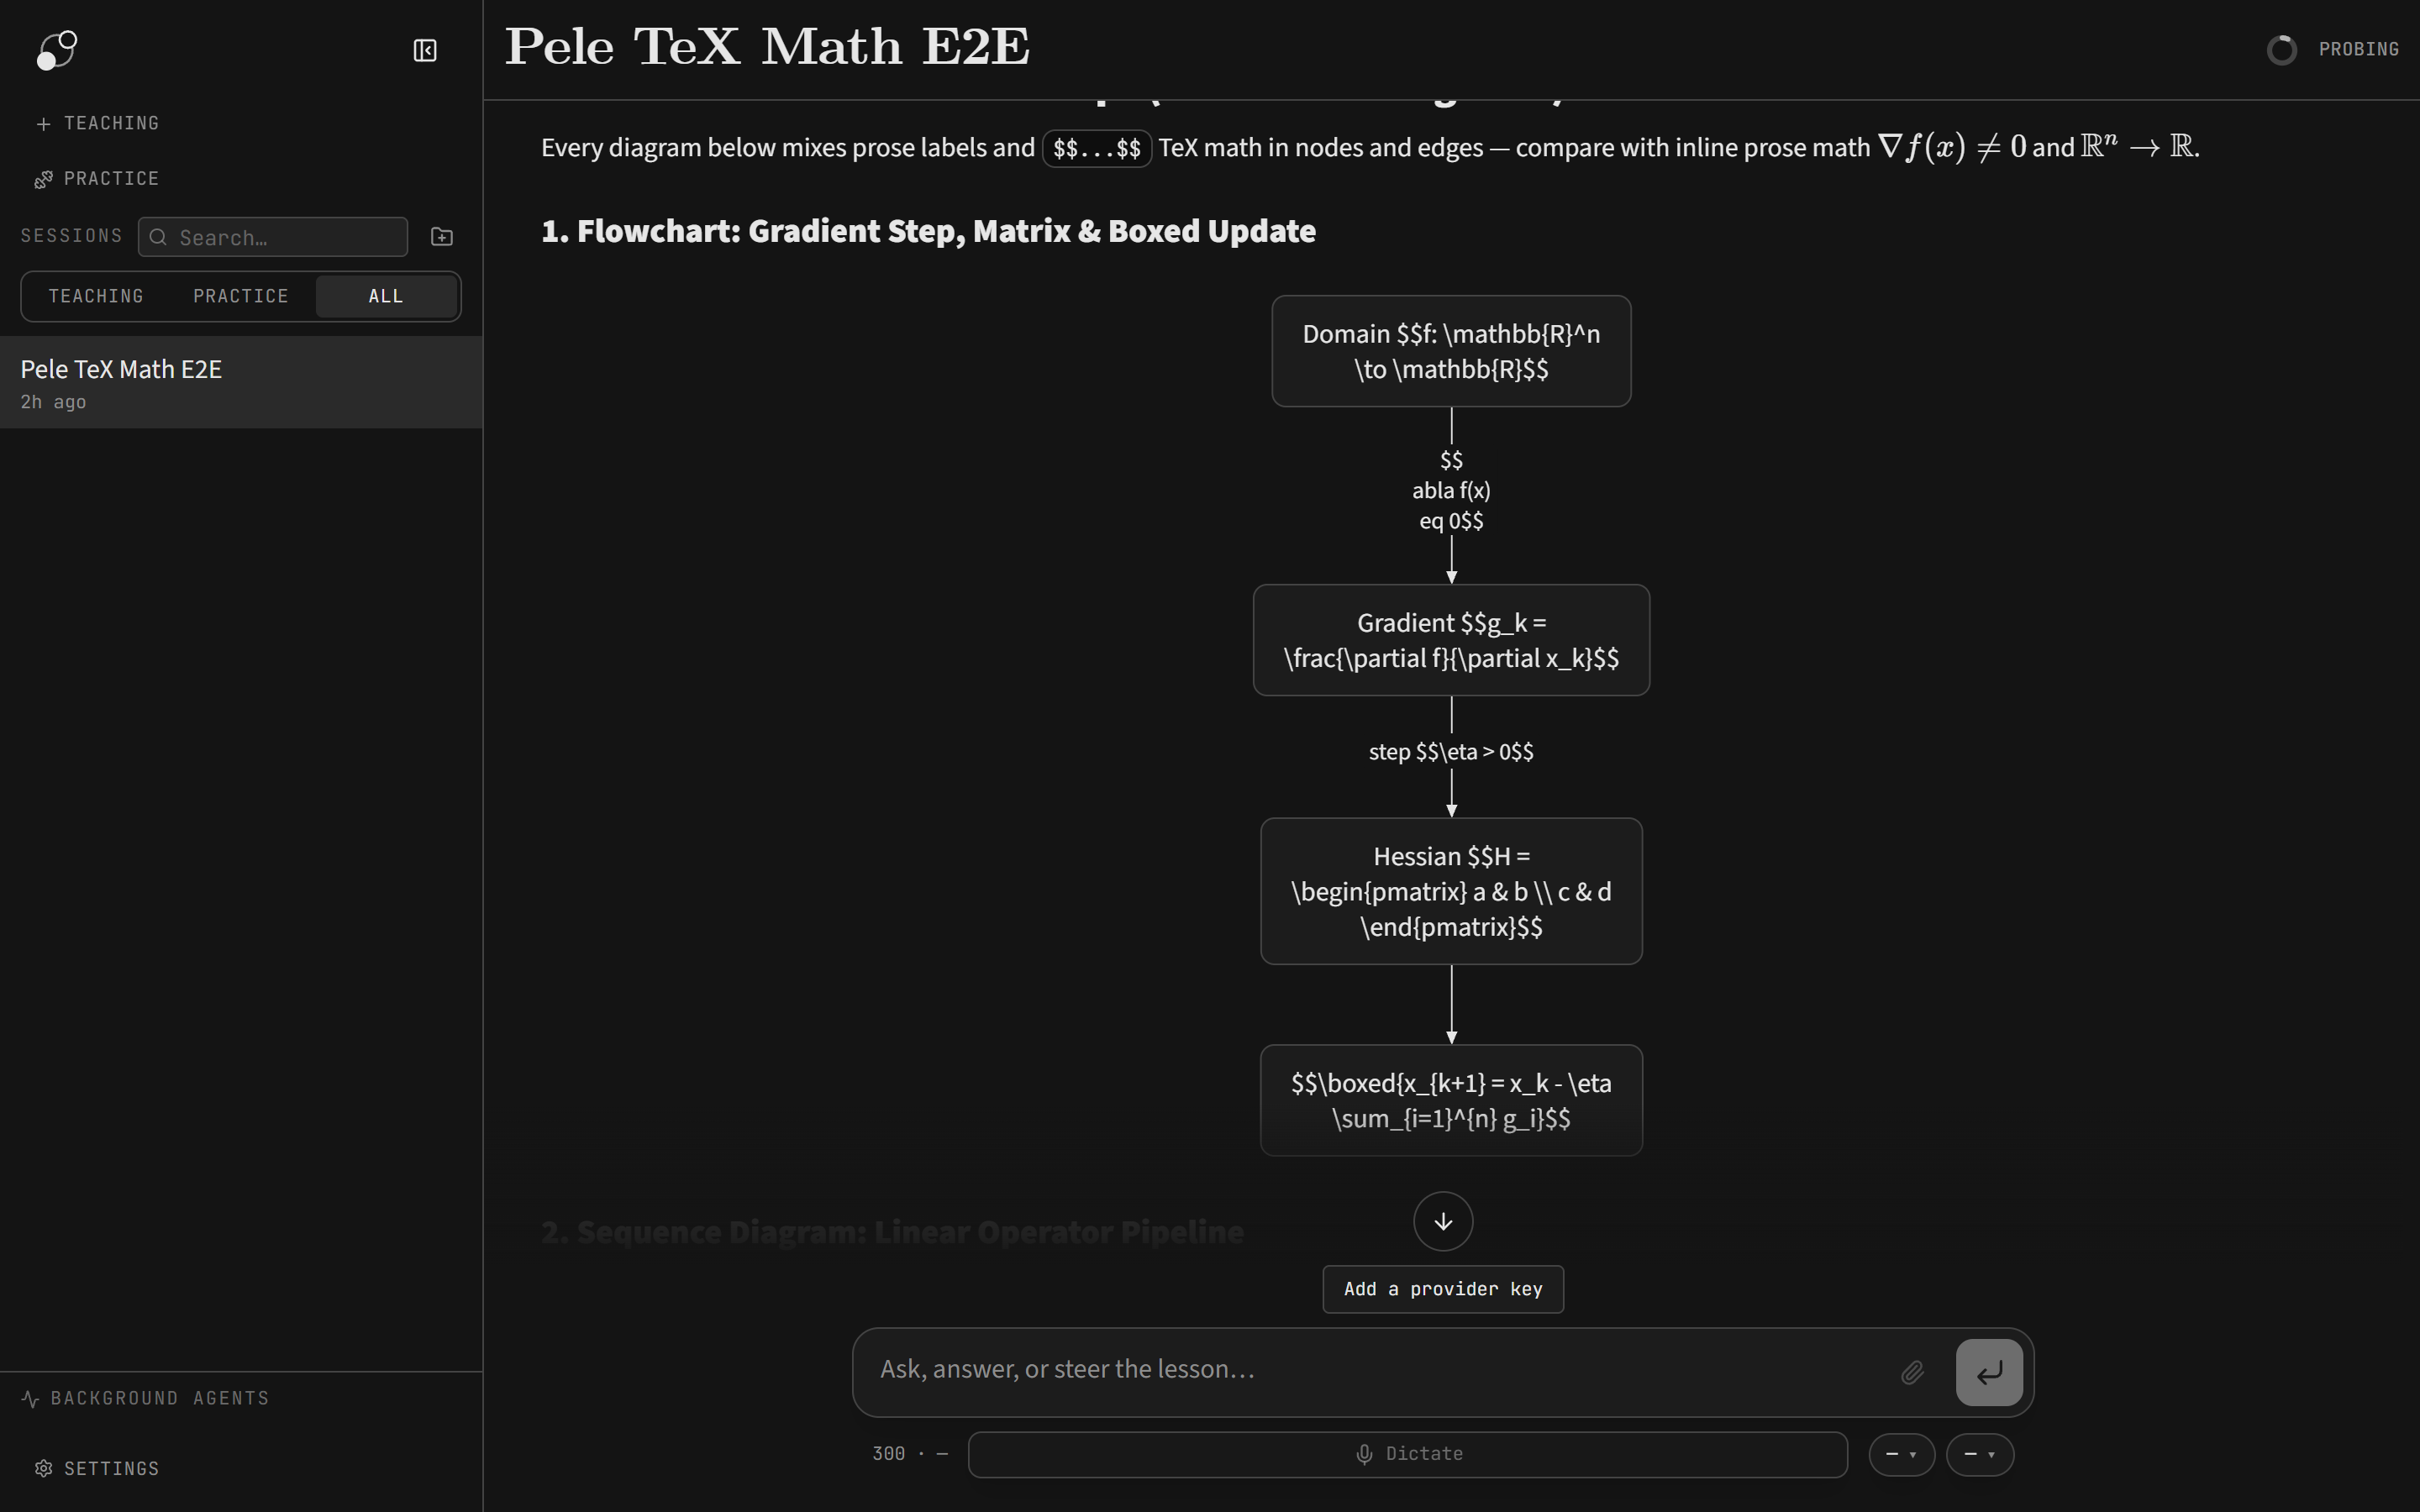 Pele TeX Math E2E
PROBING
TEACHING
PRACTICE
SESSIONS
Search…
TEACHING PRACTICE ALL
Pele TeX Math E2E
2h ago
Every diagram below mixes prose labels and $$...$$ TeX math in nodes and edges — compare with inline prose math ∇f(x) ≠ 0 and ℝⁿ → ℝ.
1. Flowchart: Gradient Step, Matrix & Boxed Update
Domain $$f: \mathbb{R}^n
\to \mathbb{R}$$
$$
abla f(x)
eq 0$$
Gradient $$g_k =
\frac{\partial f}{\partial x_k}$$
step $$\eta > 0$$
Hessian $$H =
\begin{pmatrix} a & b \\ c & d
\end{pmatrix}$$
$$\boxed{x_{k+1} = x_k - \eta
\sum_{i=1}^{n} g_i}$$
2. Sequence Diagram: Linear Operator Pipeline
Add a provider key
Ask, answer, or steer the lesson…
300 · –
Dictate
–
–
BACKGROUND AGENTS
SETTINGS